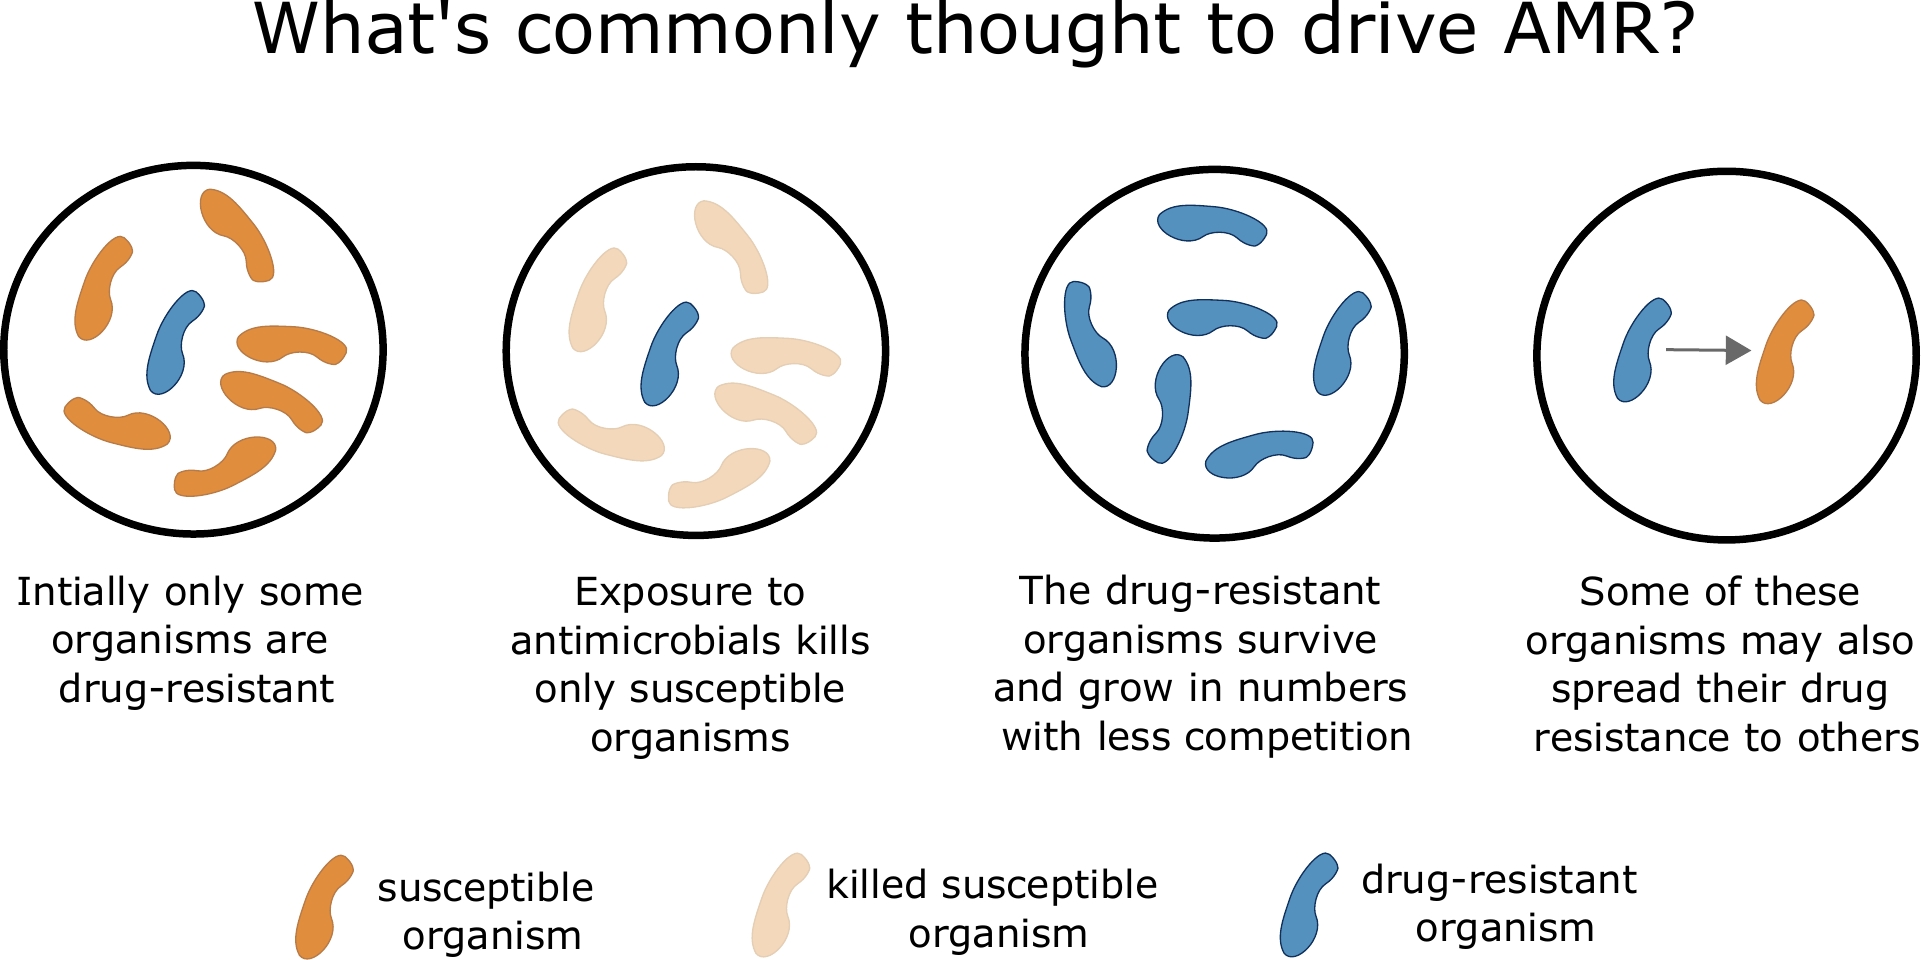 What's commonly thought to drive AMR?
Intially only some
organisms are
drug-resistant
Exposure to
antimicrobials kills
only susceptible
organisms
The drug-resistant
organisms survive
and grow in numbers
with less competition
Some of these
organisms may also
spread their drug
resistance to others
susceptible
organism
killed susceptible
organism
drug-resistant
organism